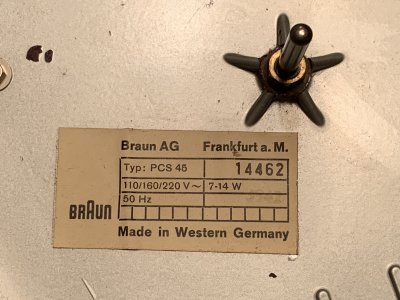 Braun AG Frankfurt a. M.
Typ: PCS 45 14462
110/160/220 V~ 7-14 W
50 Hz
BRAUN
Made in Western Germany